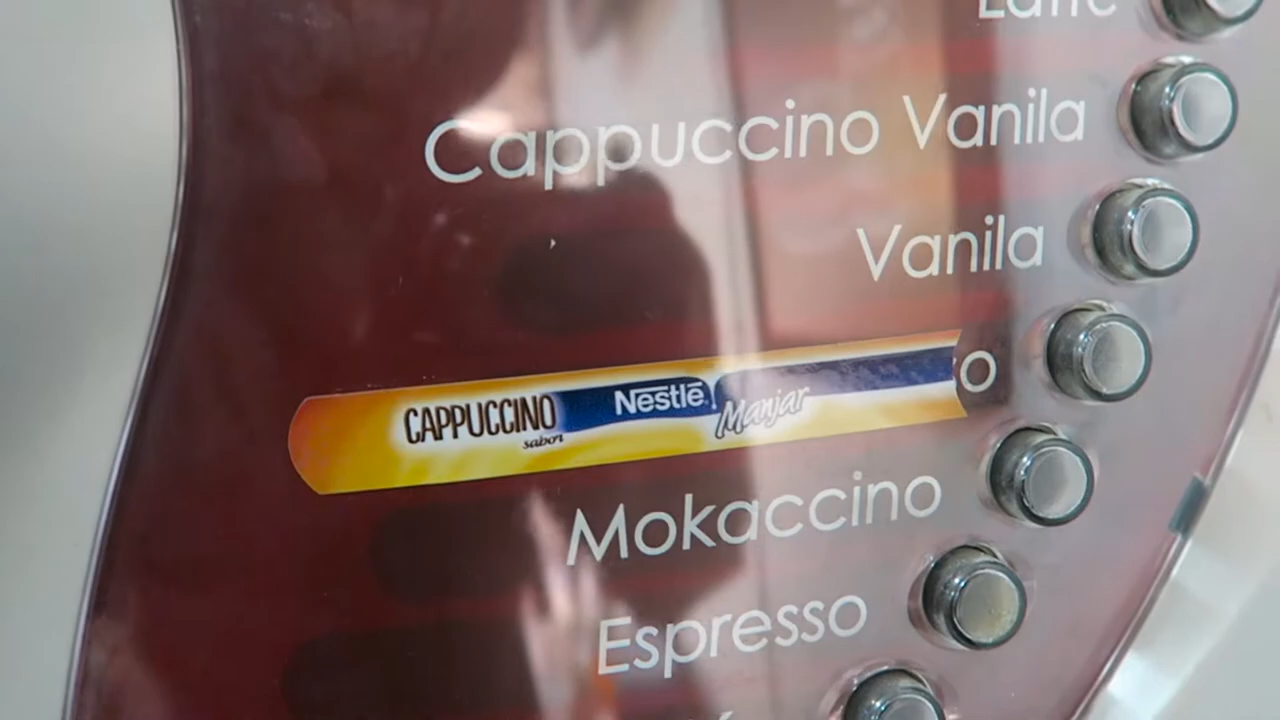 Cappuccino Vanila
Vanila
CAPPUCCINO sabor Nestlé Manjar
Mokaccino
Espresso